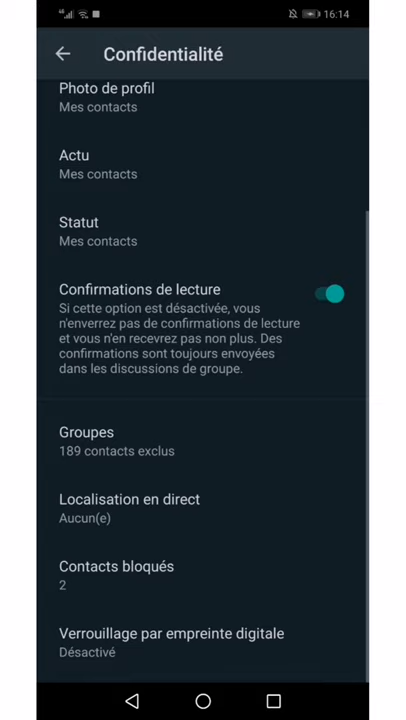 16:14
Confidentialité
Photo de profil
Mes contacts
Actu
Mes contacts
Statut
Mes contacts
Confirmations de lecture
Si cette option est désactivée, vous
n'enverrez pas de confirmations de lecture
et vous n'en recevrez pas non plus. Des
confirmations sont toujours envoyées
dans les discussions de groupe.
Groupes
189 contacts exclus
Localisation en direct
Aucun(e)
Contacts bloqués
2
Verrouillage par empreinte digitale
Désactivé